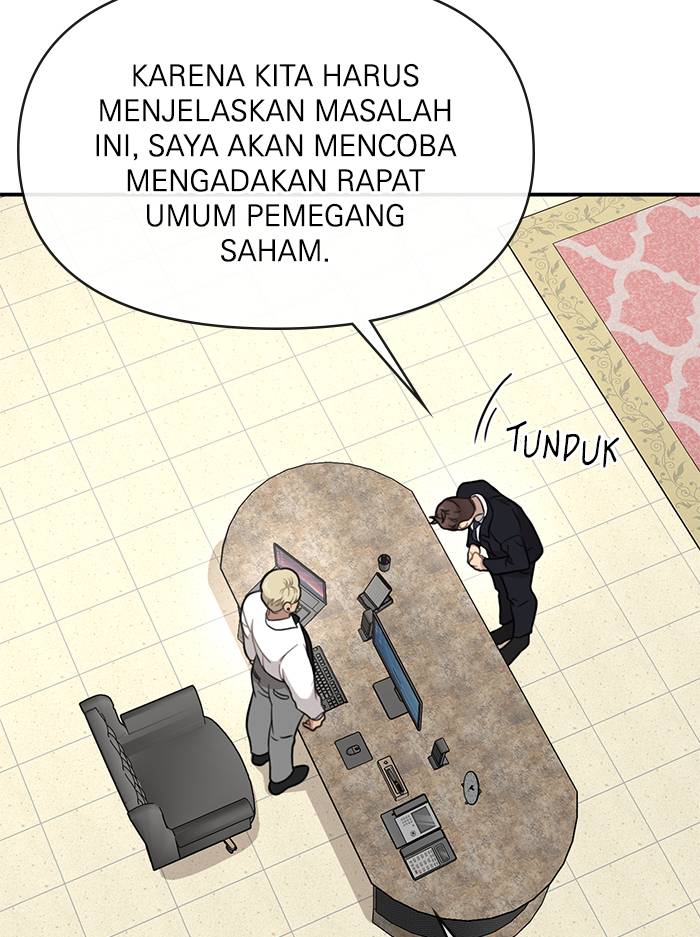 KARENA KITA HARUS
MENJELASKAN MASALAH
INI, SAYA AKAN MENCOBA
MENGADAKAN RAPAT
UMUM PEMEGANG
SAHAM.
TUNDUK